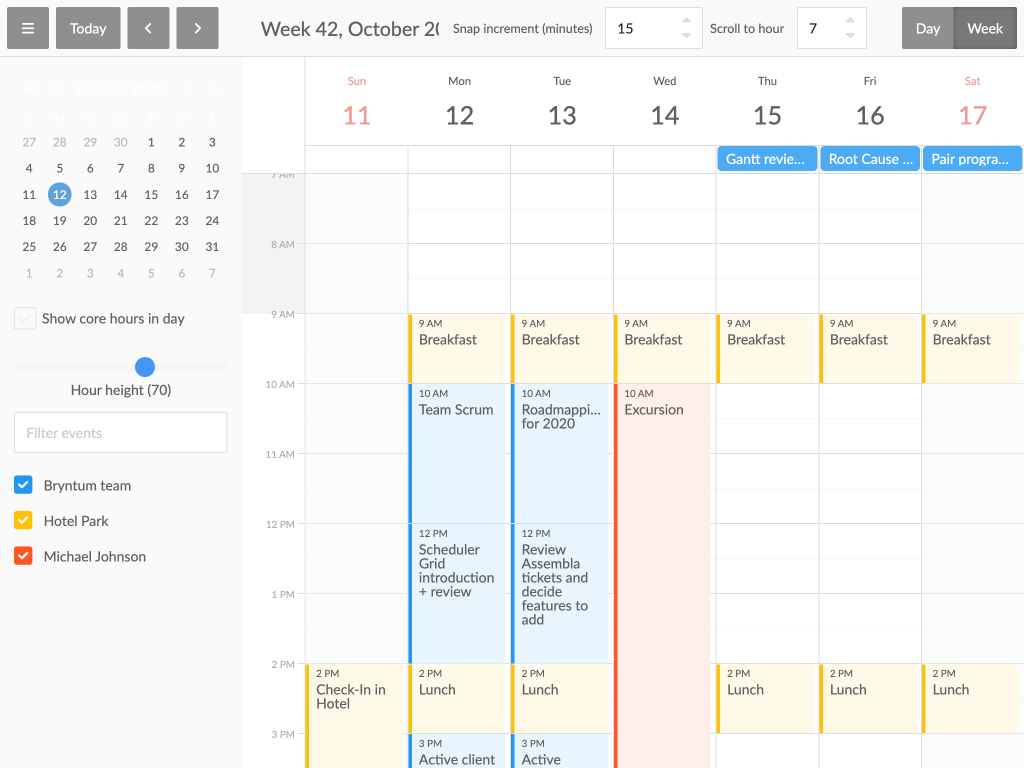 Today
Week 42, October 20
Snap increment (minutes)
15
Scroll to hour
7
Day
Week
October 2020
27 28 29 30 1 2 3
4 5 6 7 8 9 10
11 12 13 14 15 16 17
18 19 20 21 22 23 24
25 26 27 28 29 30 31
1 2 3 4 5 6 7
Show core hours in day
Hour height (70)
Filter events
Bryntum team
Hotel Park
Michael Johnson
Sun Mon Tue Wed Thu Fri Sat
11 12 13 14 15 16 17
Gantt revie... Root Cause ... Pair progra...
7 AM
8 AM
9 AM
10 AM
11 AM
12 PM
1 PM
2 PM
3 PM
2 PM
Check-In in
Hotel
9 AM
Breakfast
10 AM
Team Scrum
12 PM
Scheduler
Grid
introduction
+ review
2 PM
Lunch
3 PM
Active client
9 AM
Breakfast
10 AM
Roadmappi...
for 2020
12 PM
Review
Assembla
tickets and
decide
features to
add
2 PM
Lunch
3 PM
Active
9 AM
Breakfast
10 AM
Excursion
9 AM
Breakfast
2 PM
Lunch
9 AM
Breakfast
2 PM
Lunch
9 AM
Breakfast
2 PM
Lunch